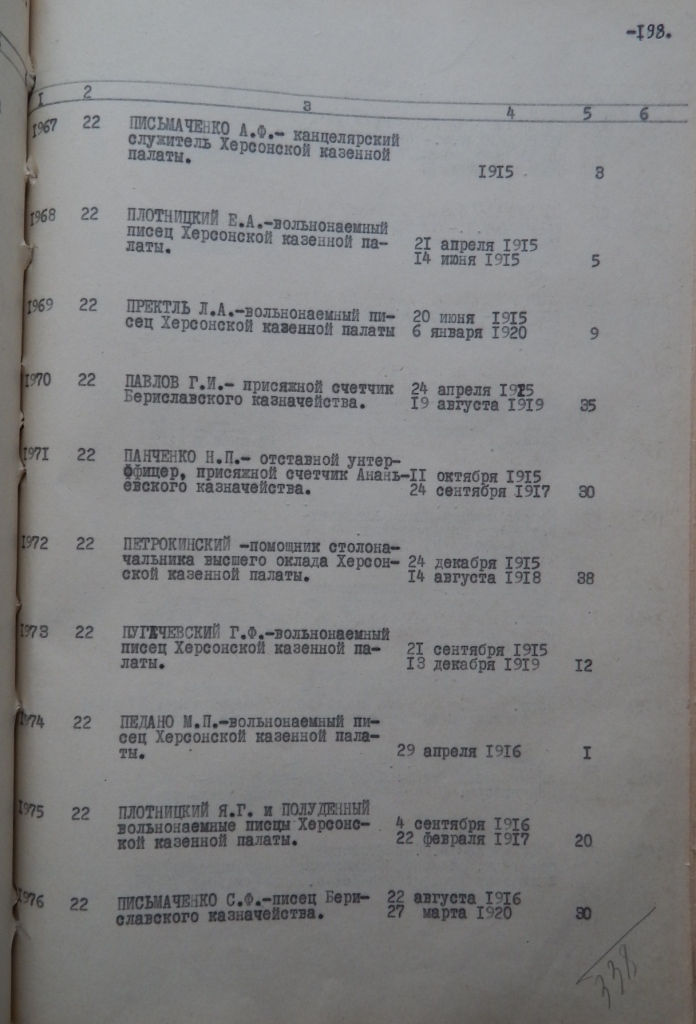 -198.
1 2 3 4 5 6
1967 22 ПИСЬМАЧЕНКО А.Ф.- канцелярский
служитель Херсонской казенной
палаты.
1915 3
1968 22 ПЛОТНИЦКИЙ Е.А.-вольнонаемный
писец Херсонской казенной па- 21 апреля 1915
латы. 14 июня 1915 5
1969 22 ПРЕКТЛЬ Л.А.-вольнонаемный пи- 20 июня 1915
сец Херсонской казенной палаты 6 января 1920 9
1970 22 ПАВЛОВ Г.И.- присяжной счетчик 24 апреля 1915
Бериславского казначейства. 19 августа 1919 35
1971 22 ПАНЧЕНКО Н.П.- отставной унтер-
ффицер, присяжной счетчик Анань-11 октября 1915
евского казначейства. 24 сентября 1917 30
1972 22 ПЕТРОКИНСКИЙ -помощник столона-
чальника высшего оклада Херсон- 24 декабря 1915
ской казенной палаты. 14 августа 1918 38
1973 22 ПУГАЧЕВСКИЙ Г.Ф.-вольнонаемный
писец Херсонской казенной па- 21 сентября 1915
латы. 13 декабря 1919 12
1974 22 ПЕДАНО М.П.-вольнонаемный пи-
сец Херсонской казенной пала-
ты. 29 апреля 1916 1
1975 22 ПЛОТНИЦКИЙ Я.Г. и ПОЛУДЕННЫЙ
вольнонаемные писцы Херсонс- 4 сентября 1916
кой казенной палаты. 22 февраля 1917 20
1976 22 ПИСЬМАЧЕНКО С.Ф.-писец Бери- 22 августа 1916
славского казначейства. 27 марта 1920 30
338